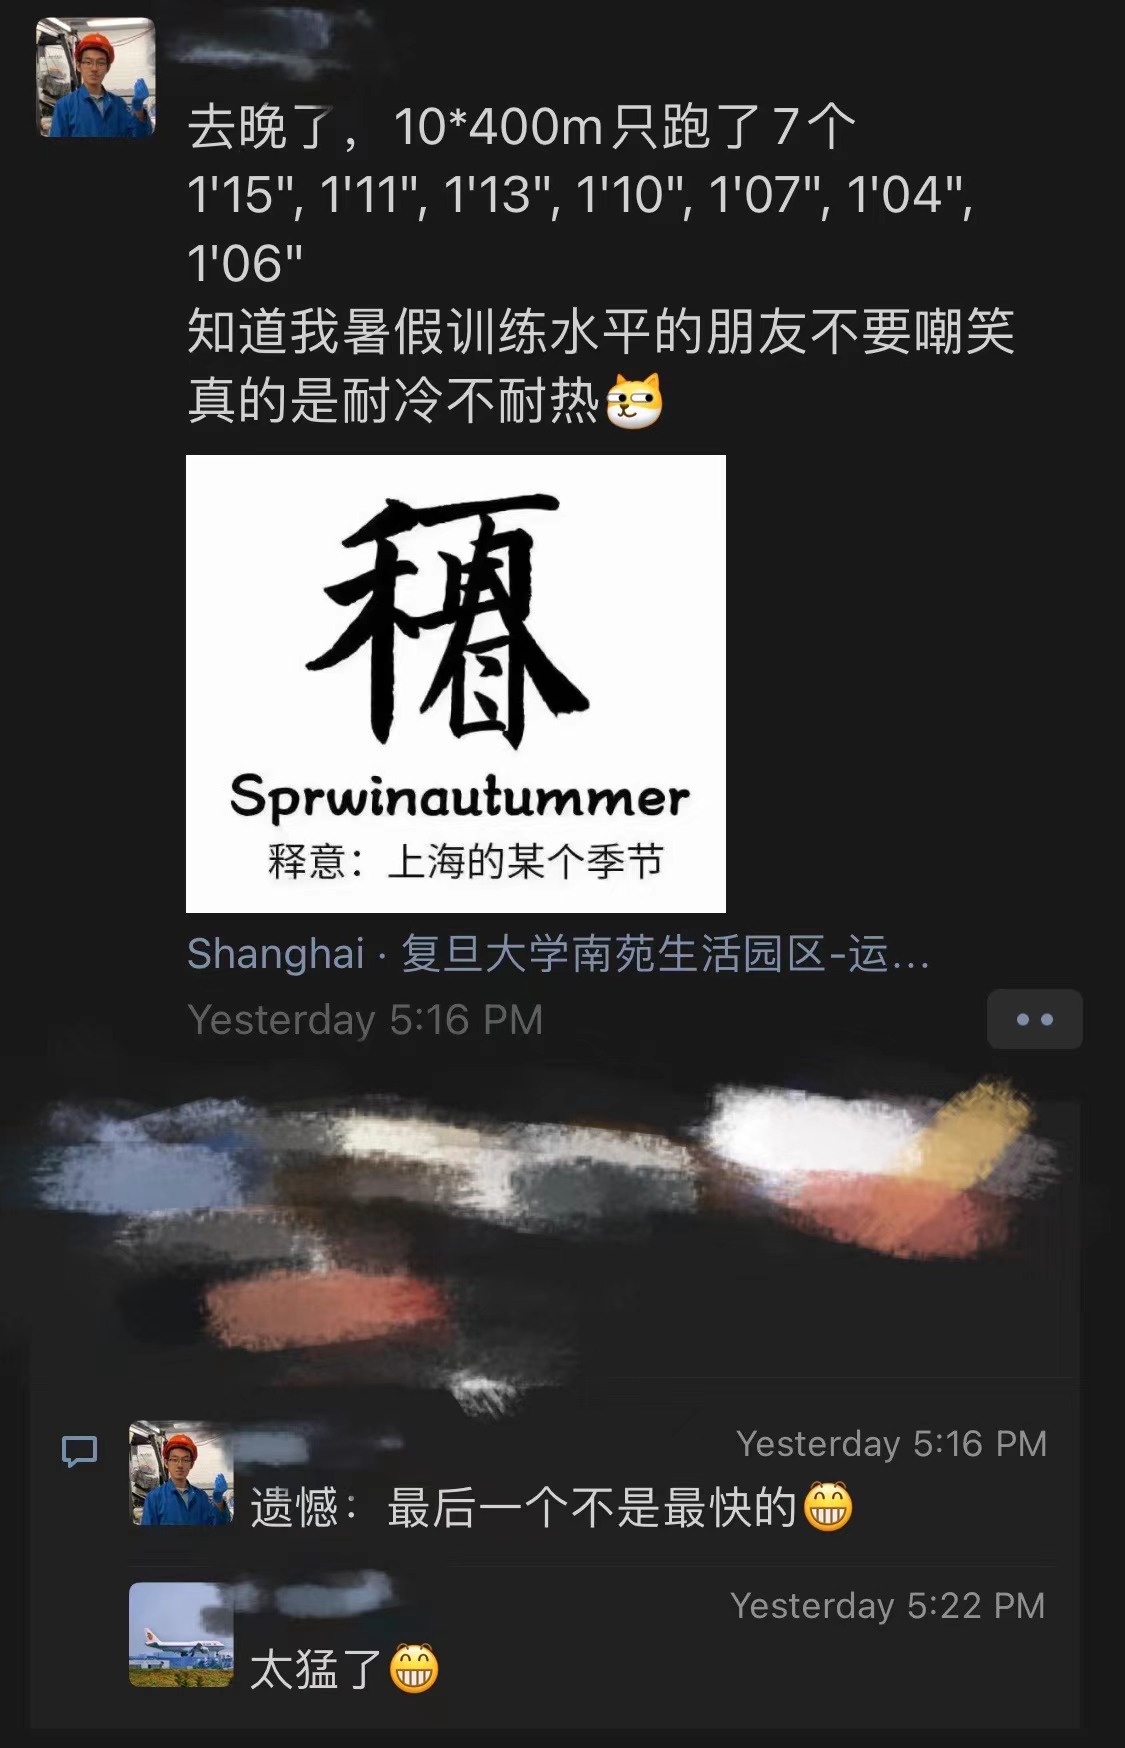 去晚了，10*400m只跑了7个
1'15", 1'11", 1'13", 1'10", 1'07", 1'04",
1'06"
知道我暑假训练水平的朋友不要嘲笑
真的是耐冷不耐热
Sprwinautummer
释意：上海的某个季节
Shanghai · 复旦大学南苑生活园区-运...
Yesterday 5:16 PM
Yesterday 5:16 PM
遗憾：最后一个不是最快的😁
Yesterday 5:22 PM
太猛了😁